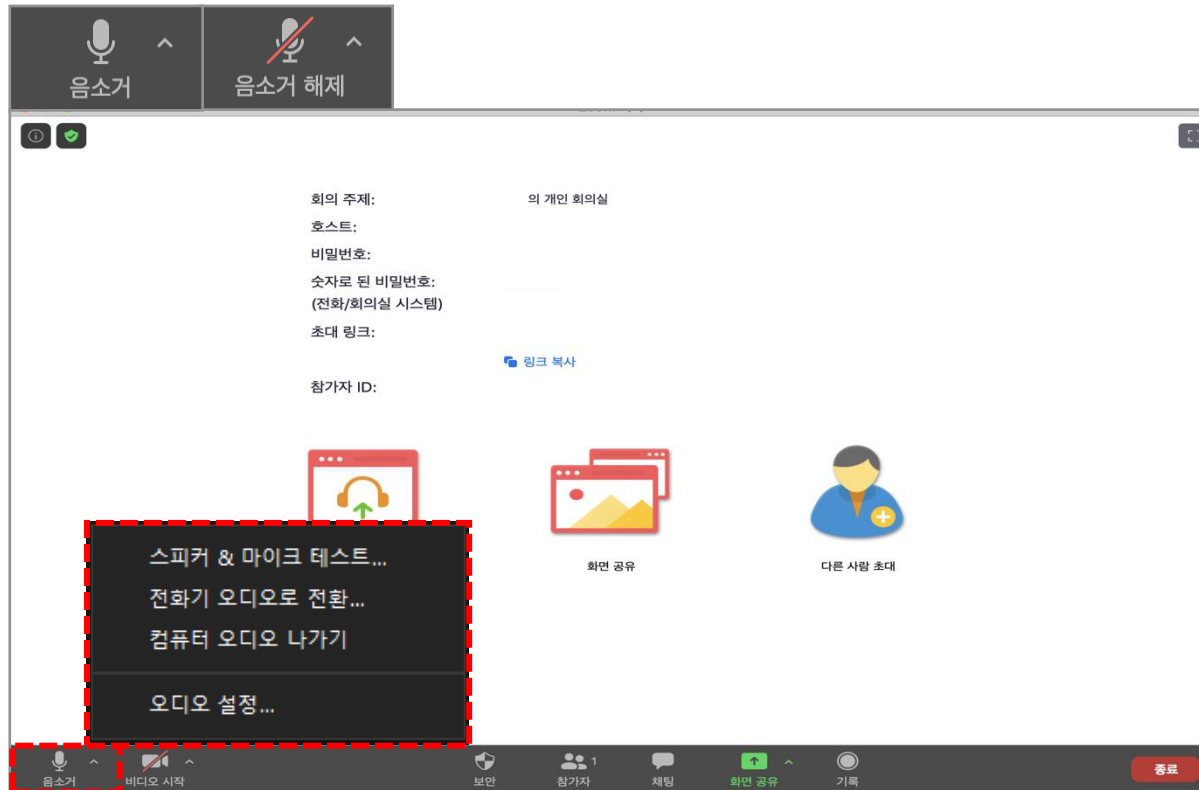 음소거
음소거 해제
회의 주제: 의 개인 회의실
호스트:
비밀번호:
숫자로 된 비밀번호:
(전화/회의실 시스템)
초대 링크:
링크 복사
참가자 ID:
화면 공유
다른 사람 초대
스피커 & 마이크 테스트...
전화기 오디오로 전환...
컴퓨터 오디오 나가기
오디오 설정...
음소거
비디오 시작
보안
참가자 1
채팅
화면 공유
기록
종료